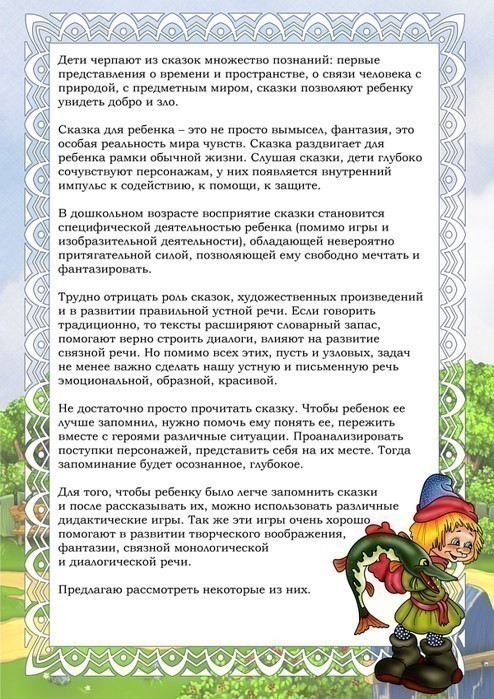 Дети черпают из сказок множество познаний: первые
представления о времени и пространстве, о связи человека с
природой, с предметным миром, сказки позволяют ребенку
увидеть добро и зло.
Сказка для ребенка – это не просто вымысел, фантазия, это
особая реальность мира чувств. Сказка раздвигает для
ребенка рамки обычной жизни. Слушая сказки, дети глубоко
сочувствуют персонажам, у них появляется внутренний
импульс к содействию, к помощи, к защите.
В дошкольном возрасте восприятие сказки становится
специфической деятельностью ребенка (помимо игры и
изобразительной деятельности), обладающей невероятно
притягательной силой, позволяющей ему свободно мечтать и
фантазировать.
Трудно отрицать роль сказок, художественных произведений
и в развитии правильной устной речи. Если говорить
традиционно, то тексты расширяют словарный запас,
помогают верно строить диалоги, влияют на развитие
связной речи. Но помимо всех этих, пусть и узловых, задач
не менее важно сделать нашу устную и письменную речь
эмоциональной, образной, красивой.
Не достаточно просто прочитать сказку. Чтобы ребенок ее
лучше запомнил, нужно помочь ему понять ее, пережить
вместе с героями различные ситуации. Проанализировать
поступки персонажей, представить себя на их месте. Тогда
запоминание будет осознанное, глубокое.
Для того, чтобы ребенку было легче запомнить сказки
и после рассказывать их, можно использовать различные
дидактические игры. Так же эти игры очень хорошо
помогают в развитии творческого воображения,
фантазии, связной монологической
и диалогической речи.
Предлагаю рассмотреть некоторые из них.